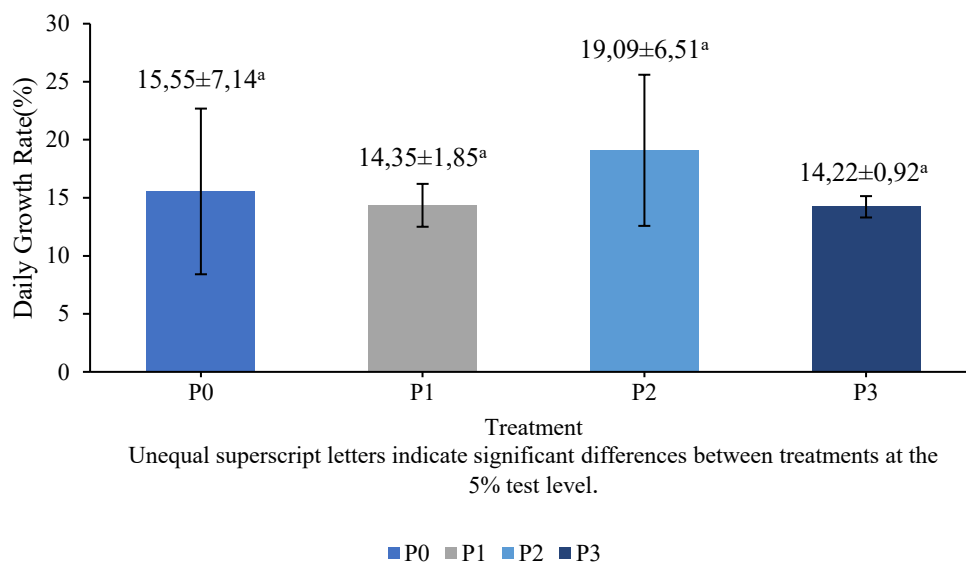 30
25
20
15
10
5
0
Daily Growth Rate(%)
15,55±7,14ᵃ
14,35±1,85ᵃ
19,09±6,51ᵃ
14,22±0,92ᵃ
P0 P1 P2 P3
Treatment
Unequal superscript letters indicate significant differences between treatments at the
5% test level.
P0 P1 P2 P3